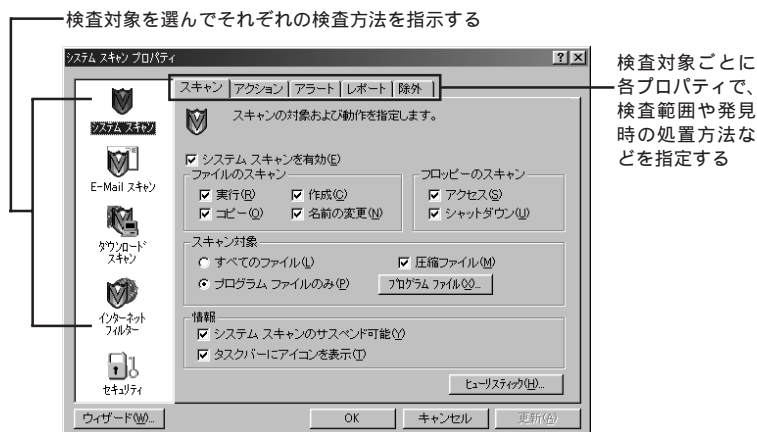 検査対象を選んでそれぞれの検査方法を指示する
システム スキャン プロパティ
スキャン アクション アラート レポート 除外
検査対象ごとに
各プロパティで、
検査範囲や発見
時の処置方法な
どを指定する
システム スキャン
E-Mail スキャン
ダウンロード
スキャン
インターネット
フィルター
セキュリティ
スキャンの対象および動作を指定します。
システム スキャンを有効(E)
ファイルのスキャン
実行(R) 作成(C)
コピー(O) 名前の変更(N)
フロッピーのスキャン
アクセス(S)
シャットダウン(U)
スキャン対象
すべてのファイル(L) 圧縮ファイル(M)
プログラム ファイルのみ(P) プログラム ファイル(X)...
情報
システム スキャンのサスペンド可能(Y)
タスクバーにアイコンを表示(T)
ヒューリスティック(H)...
ウィザード(W)... OK キャンセル 更新(A)